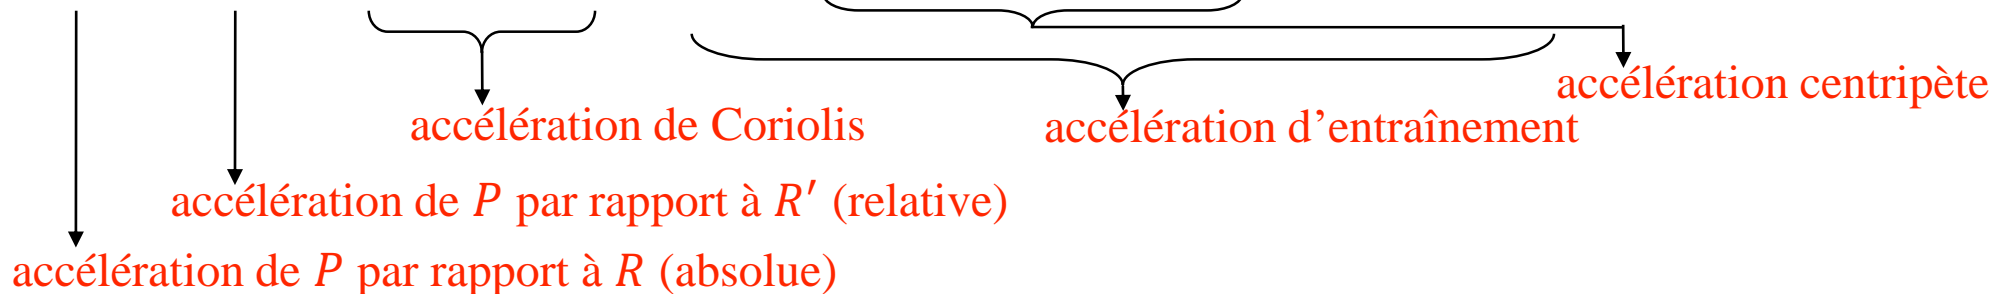 accélération centripète
accélération de Coriolis
accélération d’entraînement
accélération de P par rapport à R′ (relative)
accélération de P par rapport à R (absolue)